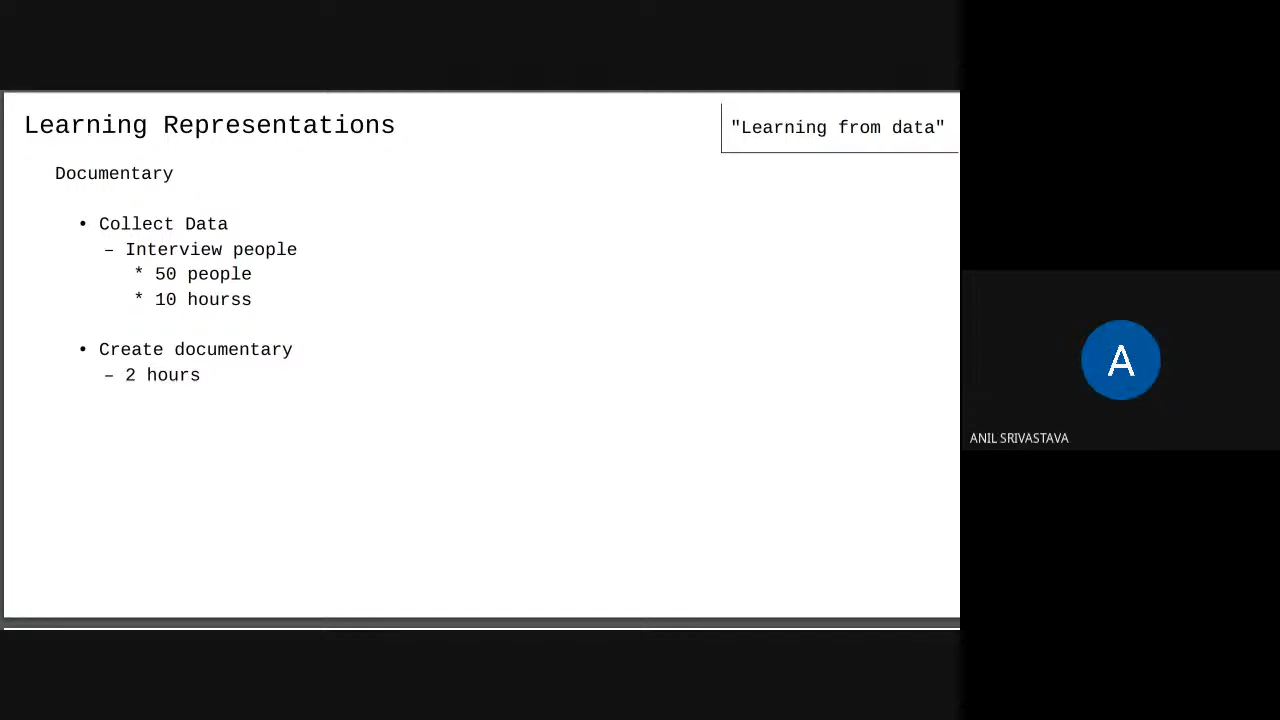 Learning Representations
"Learning from data"
Documentary
• Collect Data
– Interview people
* 50 people
* 10 hourss
• Create documentary
– 2 hours
A
ANIL SRIVASTAVA